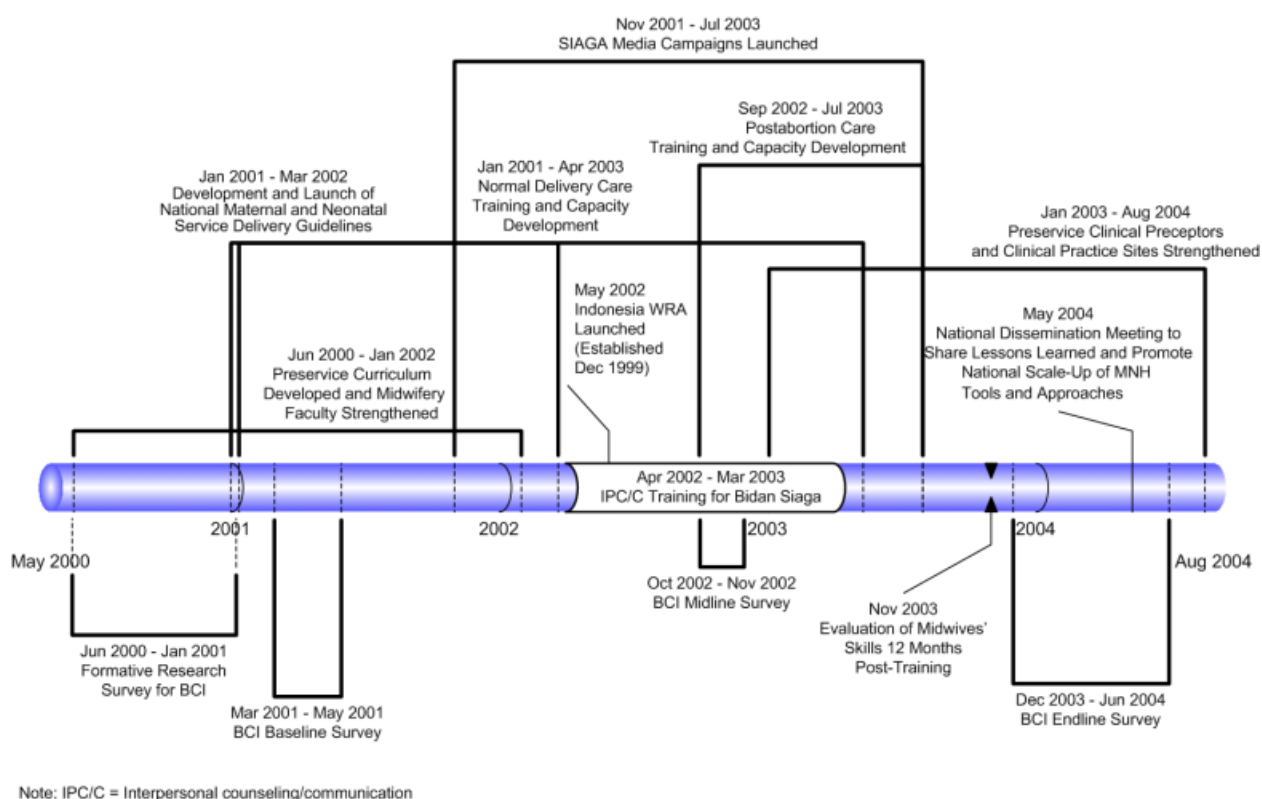 Nov 2001 - Jul 2003
SIAGA Media Campaigns Launched
Sep 2002 - Jul 2003
Postabortion Care
Training and Capacity Development
Jan 2001 - Apr 2003
Normal Delivery Care
Training and Capacity
Development
Jan 2001 - Mar 2002
Development and Launch of
National Maternal and Neonatal
Service Delivery Guidelines
Jan 2003 - Aug 2004
Preservice Clinical Preceptors
and Clinical Practice Sites Strengthened
May 2002
Indonesia WRA
Launched
(Established
Dec 1999)
May 2004
National Dissemination Meeting to
Share Lessons Learned and Promote
National Scale-Up of MNH
Tools and Approaches
Jun 2000 - Jan 2002
Preservice Curriculum
Developed and Midwifery
Faculty Strengthened
Apr 2002 - Mar 2003
IPC/C Training for Bidan Siaga
2001
2002
2003
2004
May 2000
Aug 2004
Oct 2002 - Nov 2002
BCI Midline Survey
Nov 2003
Evaluation of Midwives'
Skills 12 Months
Post-Training
Jun 2000 - Jan 2001
Formative Research
Survey for BCI
Mar 2001 - May 2001
BCI Baseline Survey
Dec 2003 - Jun 2004
BCI Endline Survey
Note: IPC/C = Interpersonal counseling/communication